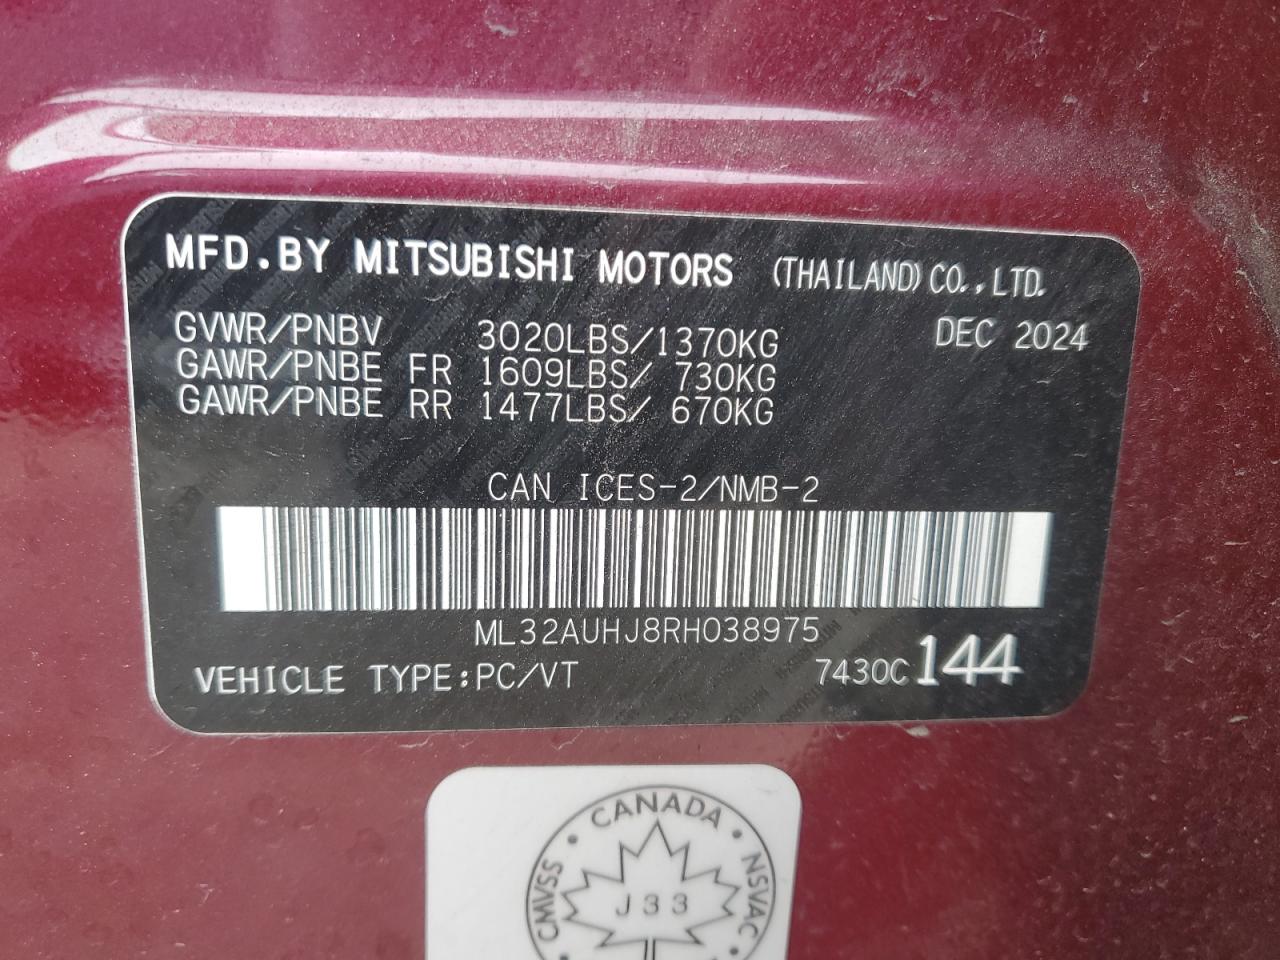 MFD.BY MITSUBISHI MOTORS (THAILAND) CO.,LTD.
GVWR/PNBV 3020LBS/1370KG DEC 2024
GAWR/PNBE FR 1609LBS/ 730KG
GAWR/PNBE RR 1477LBS/ 670KG
CAN ICES-2/NMB-2
ML32AUHJ8RH038975
VEHICLE TYPE:PC/VT 7430C 144
CANADA
CMVSS
NSVAC
J33